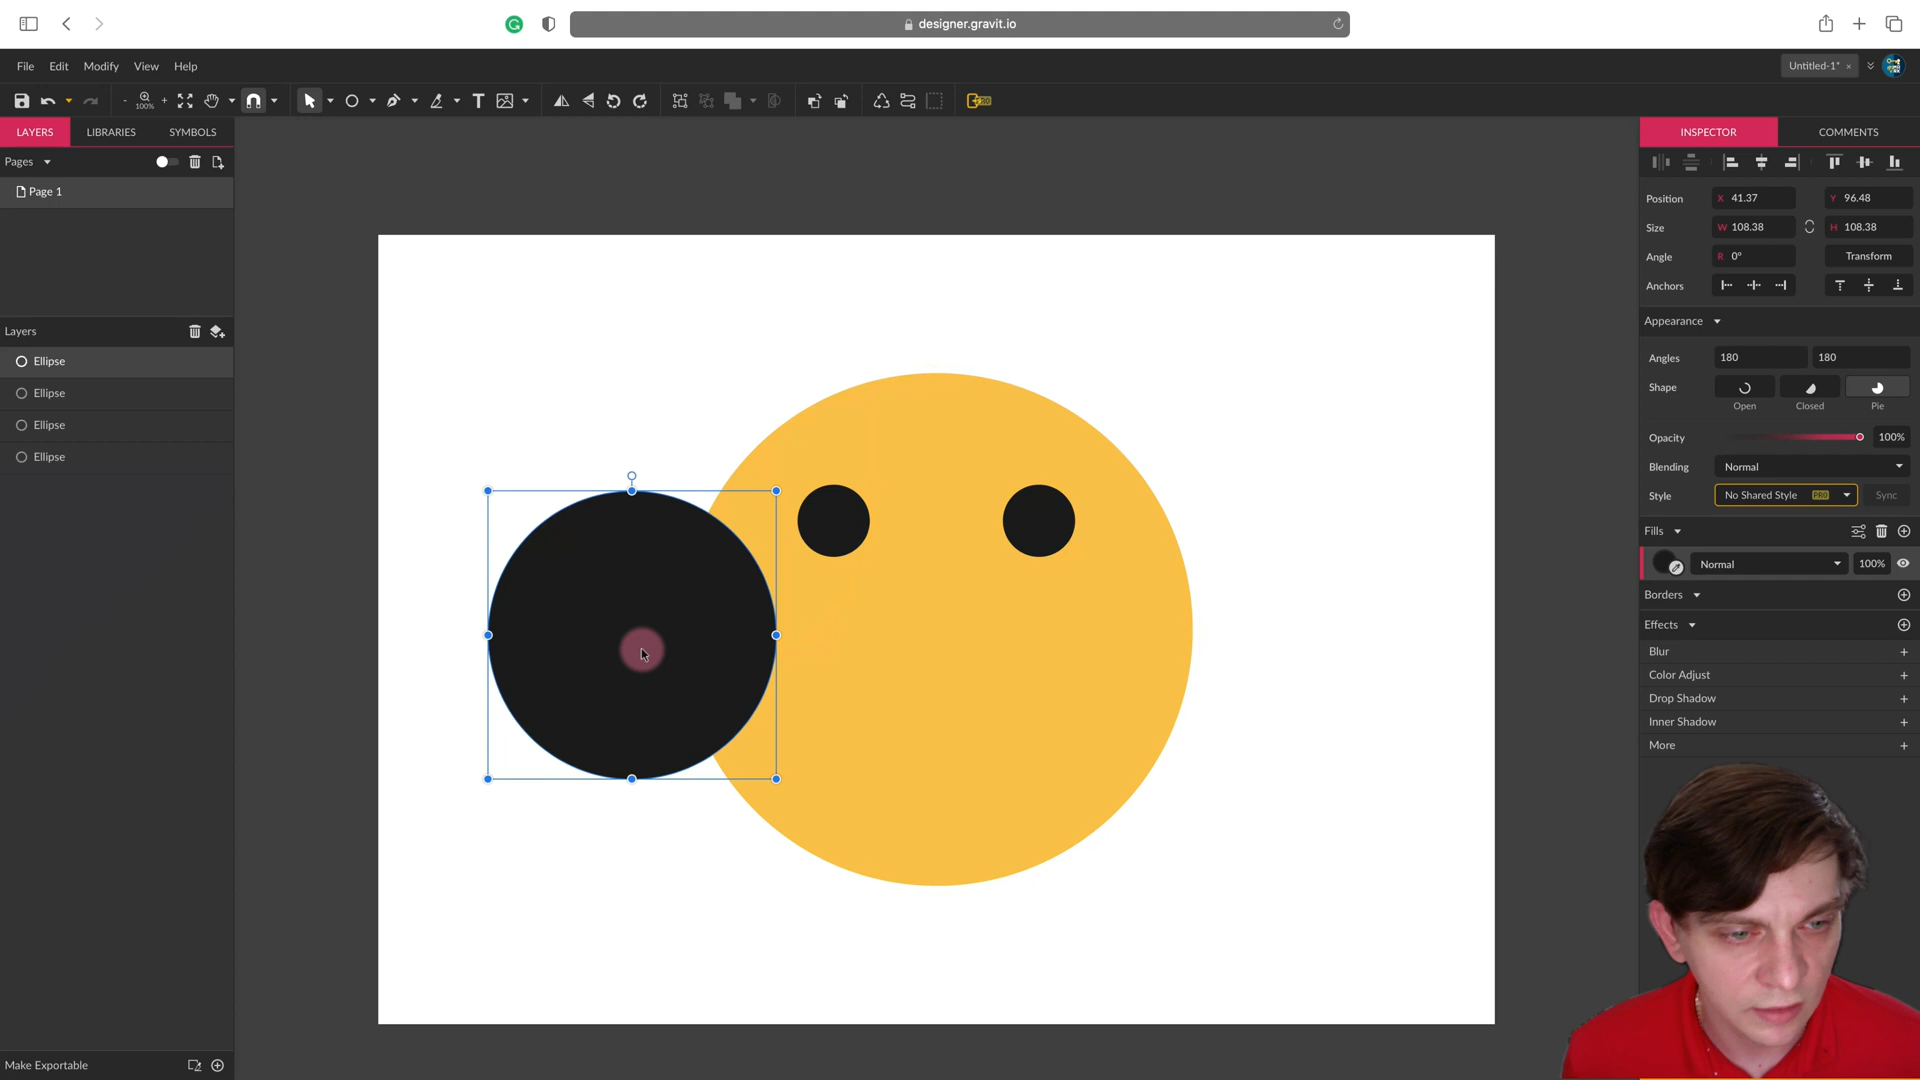 designer.gravit.io
File Edit Modify View Help
Untitled-1* ×
- 100% +
T
PRO
LAYERS LIBRARIES SYMBOLS
INSPECTOR COMMENTS
Pages
Page 1
Position X 41.37 Y 96.48
Size W 108.38 H 108.38
Angle R 0° Transform
Anchors
Layers
Appearance
Ellipse
Ellipse
Ellipse
Ellipse
Angles 180 180
Shape
Open Closed Pie
Opacity 100%
Blending Normal
Style No Shared Style PRO Sync
Fills
Normal 100%
Borders
Effects
Blur +
Color Adjust +
Drop Shadow +
Inner Shadow +
More +
Make Exportable